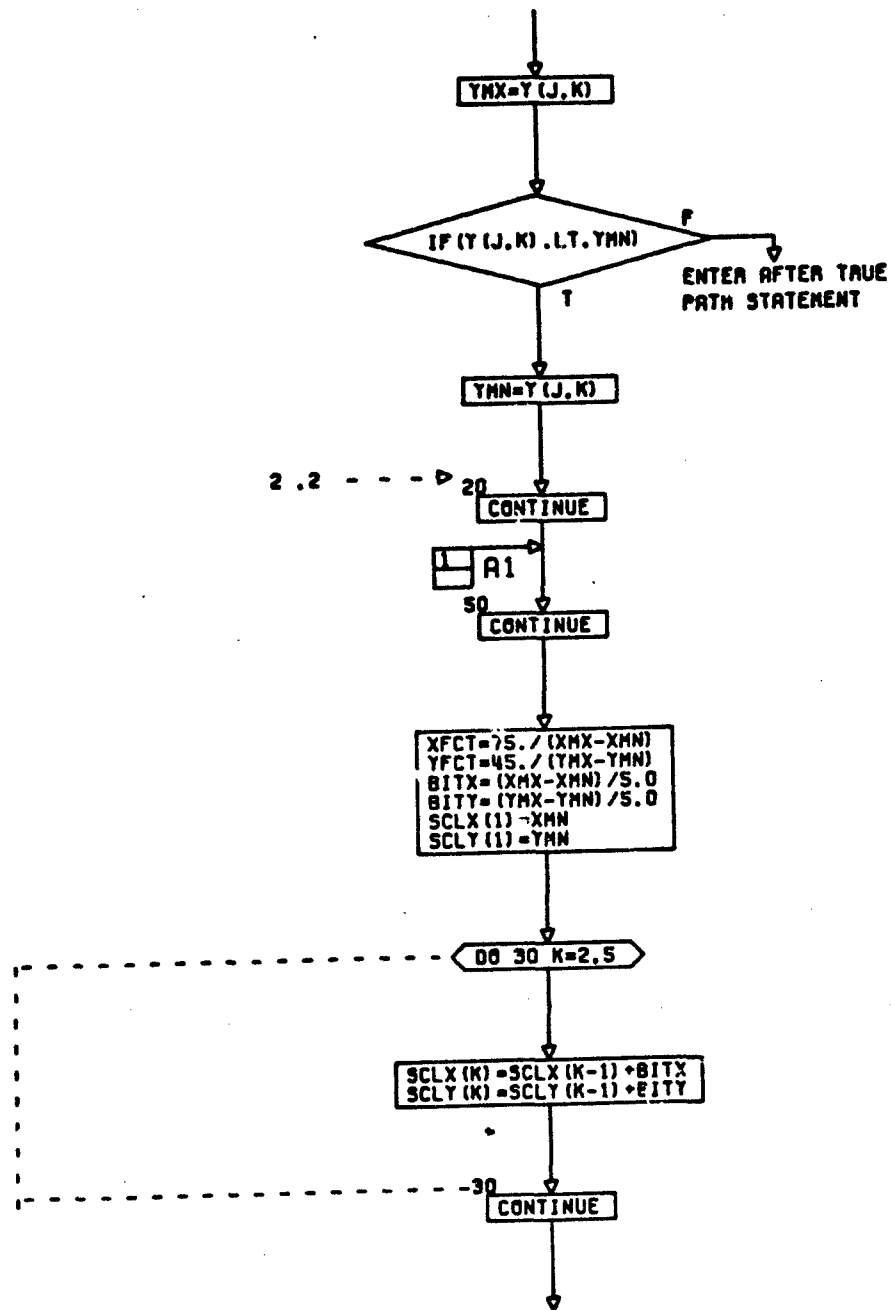 YMX=Y(J,K)
IF(Y(J,K).LT.YMN)
F
ENTER AFTER TRUE
PATH STATEMENT
T
YMN=Y(J,K)
2 .2
20
CONTINUE
1
A1
50
CONTINUE
XFCT=75./(XMX-XMN)
YFCT=45./(YMX-YMN)
BITX=(XMX-XMN)/5.0
BITY=(YMX-YMN)/5.0
SCLX(1)=XMN
SCLY(1)=YMN
DO 30 K=2,5
SCLX(K)=SCLX(K-1)+BITX
SCLY(K)=SCLY(K-1)+BITY
30
CONTINUE